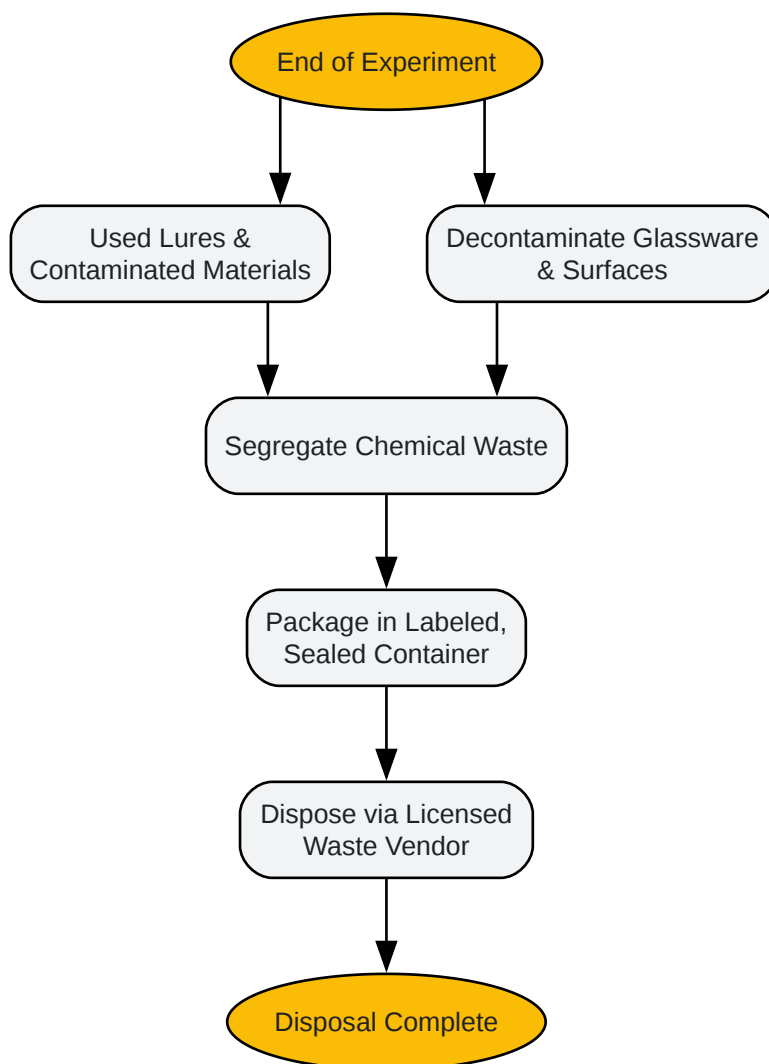 End of Experiment
Used Lures &
Contaminated Materials
Decontaminate Glassware
& Surfaces
Segregate Chemical Waste
Package in Labeled,
Sealed Container
Dispose via Licensed
Waste Vendor
Disposal Complete